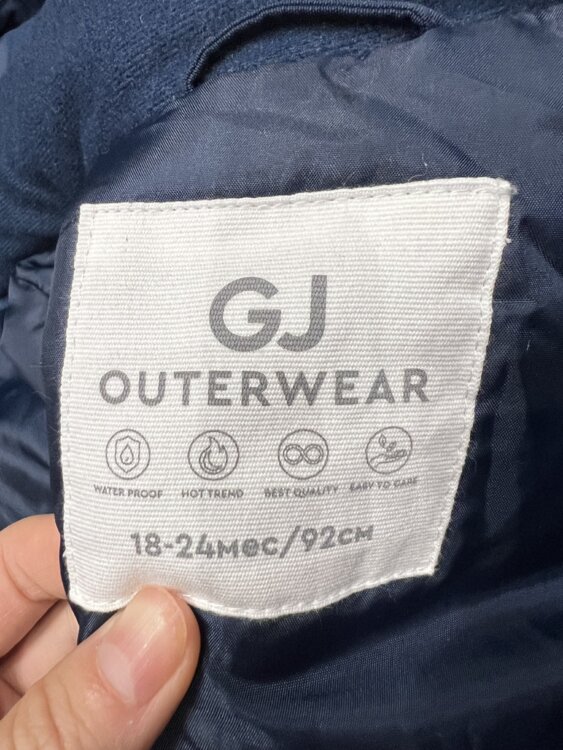 GJ
OUTERWEAR
WATER PROOF HOT TREND BEST QUALITY EASY TO CARE
18-24мес/92см